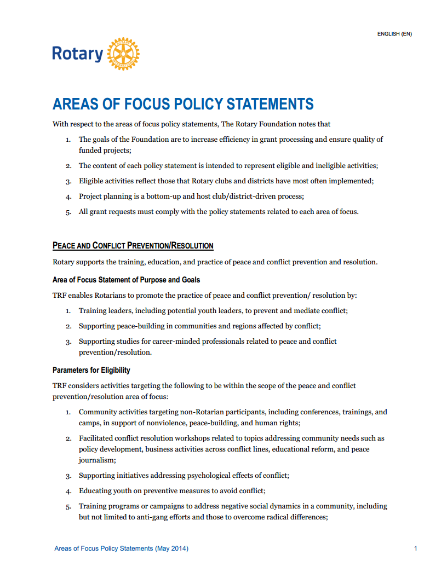 ENGLISH (EN)
Rotary
AREAS OF FOCUS POLICY STATEMENTS
With respect to the areas of focus policy statements, The Rotary Foundation notes that
1. The goals of the Foundation are to increase efficiency in grant processing and ensure quality of
funded projects;
2. The content of each policy statement is intended to represent eligible and ineligible activities;
3. Eligible activities reflect those that Rotary clubs and districts have most often implemented;
4. Project planning is a bottom-up and host club/district-driven process;
5. All grant requests must comply with the policy statements related to each area of focus.
PEACE AND CONFLICT PREVENTION/RESOLUTION
Rotary supports the training, education, and practice of peace and conflict prevention and resolution.
Area of Focus Statement of Purpose and Goals
TRF enables Rotarians to promote the practice of peace and conflict prevention/ resolution by:
1. Training leaders, including potential youth leaders, to prevent and mediate conflict;
2. Supporting peace-building in communities and regions affected by conflict;
3. Supporting studies for career-minded professionals related to peace and conflict
prevention/resolution.
Parameters for Eligibility
TRF considers activities targeting the following to be within the scope of the peace and conflict
prevention/resolution area of focus:
1. Community activities targeting non-Rotarian participants, including conferences, trainings, and
camps, in support of nonviolence, peace-building, and human rights;
2. Facilitated conflict resolution workshops related to topics addressing community needs such as
policy development, business activities across conflict lines, educational reform, and peace
journalism;
3. Supporting initiatives addressing psychological effects of conflict;
4. Educating youth on preventive measures to avoid conflict;
5. Training programs or campaigns to address negative social dynamics in a community, including
but not limited to anti-gang efforts and those to overcome radical differences;
Areas of Focus Policy Statements (May 2014) 1